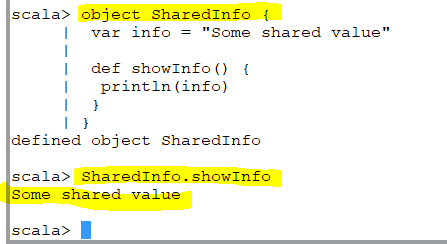 scala> object SharedInfo {
     |  var info = "Some shared value"
     |
     |  def showInfo() {
     |   println(info)
     |  }
     | }
defined object SharedInfo

scala> SharedInfo.showInfo
Some shared value

scala>